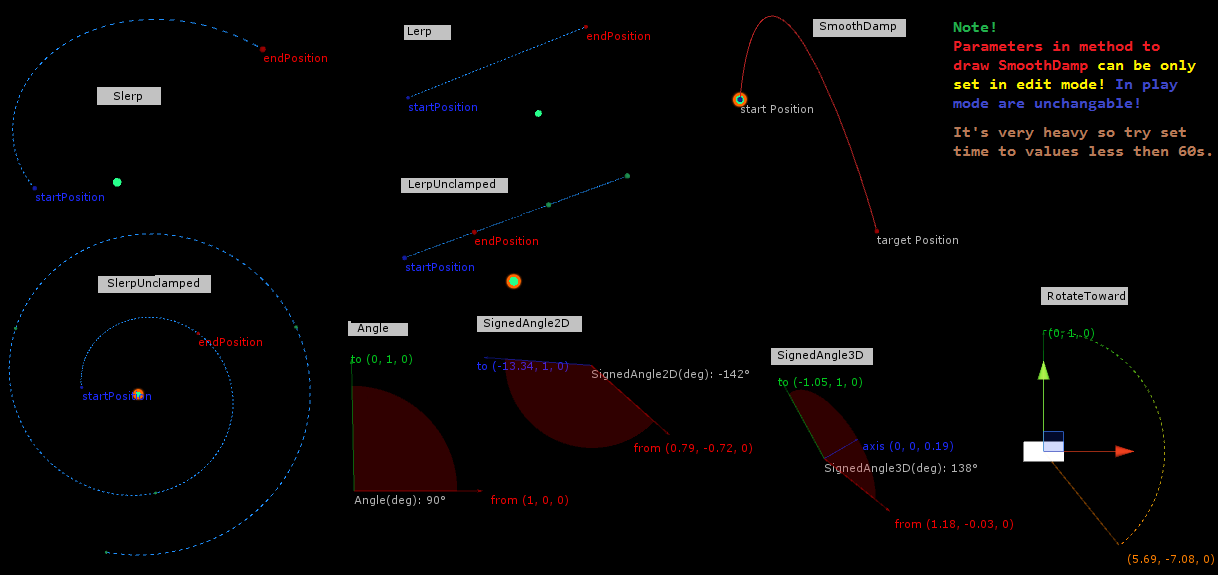 Slerp
endPosition
startPosition
Lerp
endPosition
startPosition
LerpUnclamped
endPosition
startPosition
SmoothDamp
start Position
target Position
Note!
Parameters in method to
draw SmoothDamp can be only
set in edit mode! In play
mode are unchangable!
It's very heavy so try set
time to values less then 60s.
SlerpUnclamped
endPosition
startPosition
Angle
to (0, 1, 0)
Angle(deg): 90°
from (1, 0, 0)
SignedAngle2D
to (-13.34, 1, 0)
SignedAngle2D(deg): -142°
from (0.79, -0.72, 0)
SignedAngle3D
to (-1.05, 1, 0)
axis (0, 0, 0.19)
SignedAngle3D(deg): 138°
from (1.18, -0.03, 0)
RotateToward
(0, 1, 0)
(5.69, -7.08, 0)